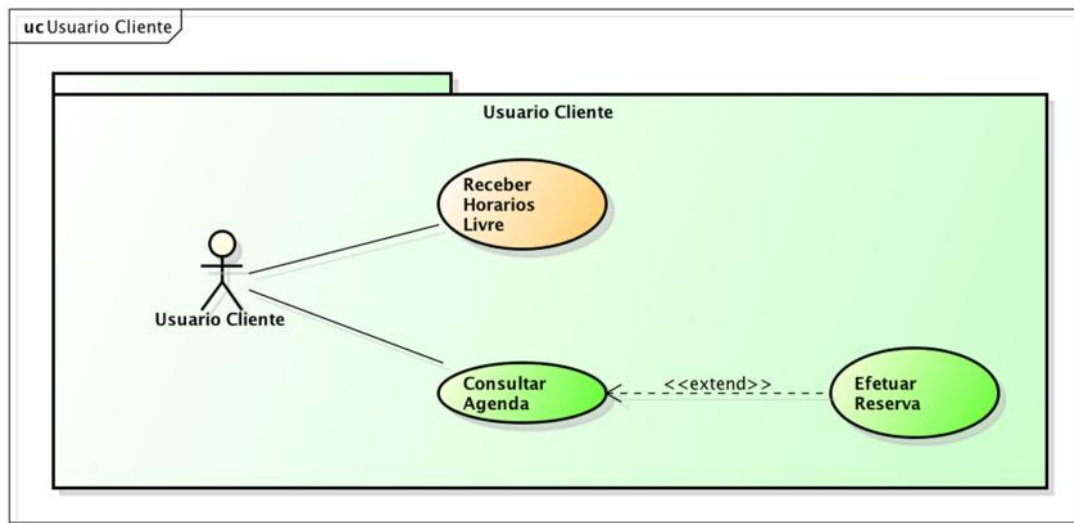 uc Usuario Cliente
Usuario Cliente
Receber
Horarios
Livre
Usuario Cliente
Consultar
Agenda
<<extend>>
Efetuar
Reserva